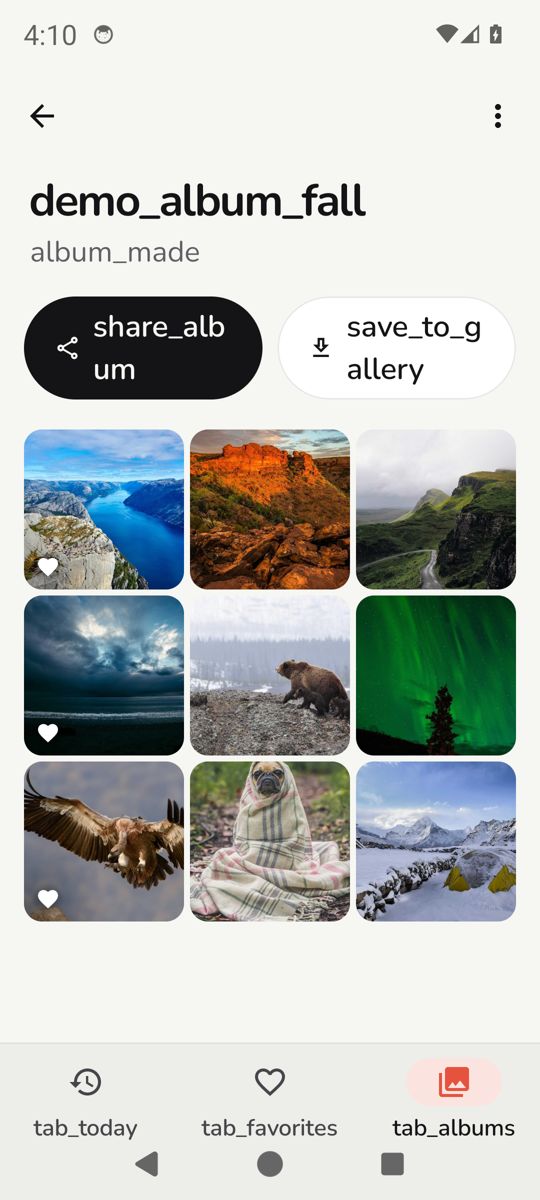 4:10
demo_album_fall
album_made
share_alb
um
save_to_g
allery
tab_today
tab_favorites
tab_albums